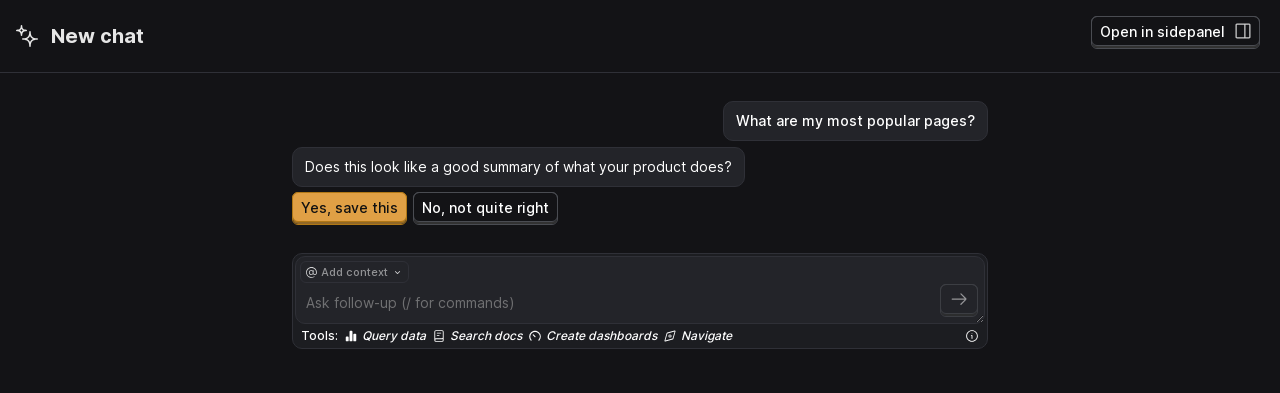 New chat
Open in sidepanel
What are my most popular pages?
Does this look like a good summary of what your product does?
Yes, save this
No, not quite right
@ Add context
Ask follow-up (/ for commands)
Tools: Query data Search docs Create dashboards Navigate